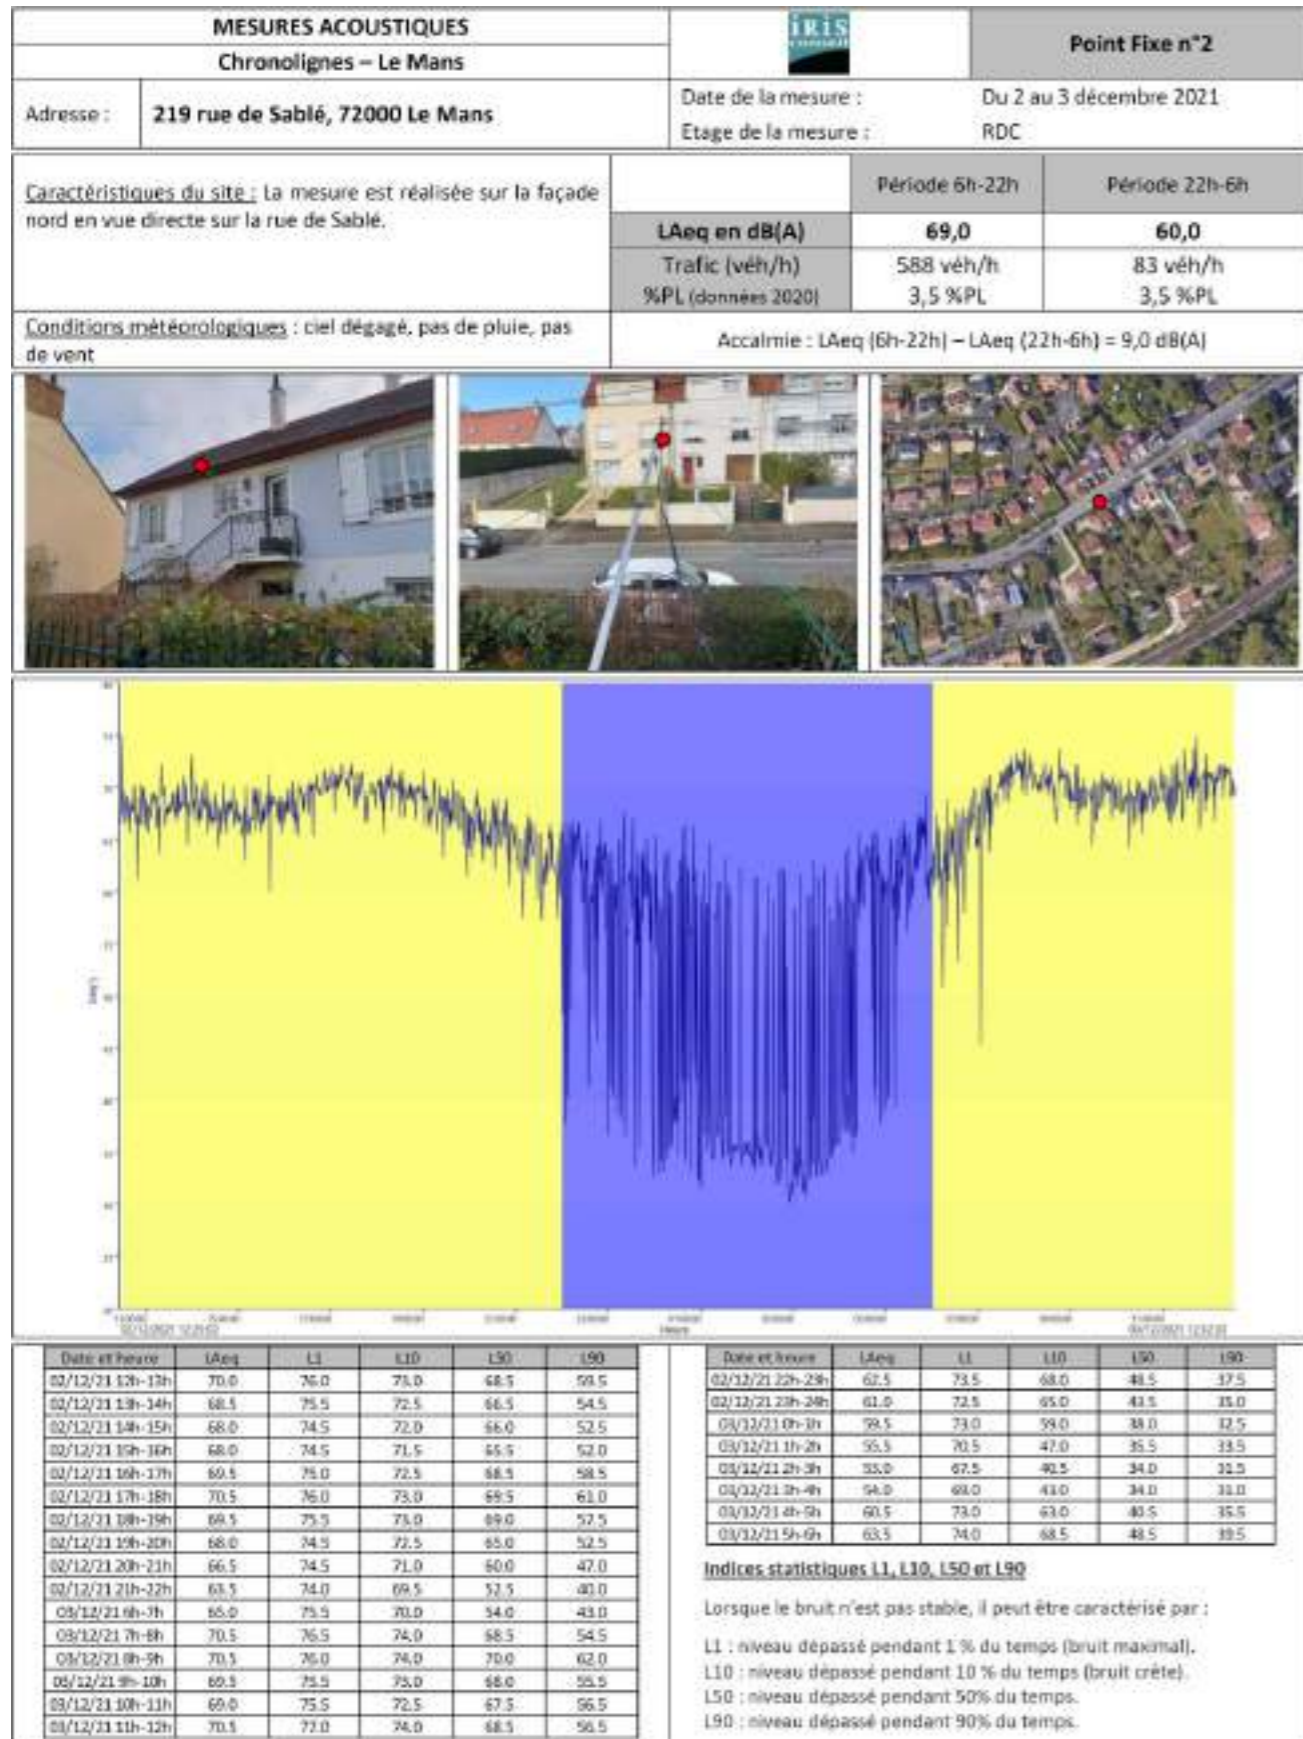 MESURES ACOUSTIQUES
Chronolignes – Le Mans
iRiS
conseil
Point Fixe n°2
Adresse :
219 rue de Sablé, 72000 Le Mans
Date de la mesure :
Du 2 au 3 décembre 2021
Etage de la mesure :
RDC
Caractéristiques du site : La mesure est réalisée sur la façade
nord en vue directe sur la rue de Sablé.
Période 6h-22h
Période 22h-6h
LAeq en dB(A)
69,0
60,0
Trafic (véh/h)
588 véh/h
83 véh/h
%PL (données 2020)
3,5 %PL
3,5 %PL
Conditions météorologiques : ciel dégagé, pas de pluie, pas
de vent
Accalmie : LAeq (6h-22h) – LAeq (22h-6h) = 9,0 dB(A)
Date et heure LAeq L1 L10 L50 L90
02/12/21 12h-13h 70.0 76.0 73.0 68.5 59.5
02/12/21 13h-14h 68.5 75.5 72.5 66.5 54.5
02/12/21 14h-15h 68.0 74.5 72.0 66.0 52.5
02/12/21 15h-16h 68.0 74.5 71.5 65.5 52.0
02/12/21 16h-17h 69.5 75.0 72.5 68.5 58.5
02/12/21 17h-18h 70.5 76.0 73.0 69.5 61.0
02/12/21 18h-19h 69.5 75.5 73.0 69.0 57.5
02/12/21 19h-20h 68.0 74.5 72.5 65.0 52.5
02/12/21 20h-21h 66.5 74.5 71.0 60.0 47.0
02/12/21 21h-22h 63.5 74.0 69.5 52.5 40.0
03/12/21 6h-7h 65.0 75.5 70.0 54.0 43.0
03/12/21 7h-8h 70.5 76.5 74.0 68.5 54.5
03/12/21 8h-9h 70.5 76.0 74.0 70.0 62.0
03/12/21 9h-10h 69.5 75.5 73.0 68.0 55.5
03/12/21 10h-11h 69.0 75.5 72.5 67.5 56.5
03/12/21 11h-12h 70.5 77.0 74.0 68.5 56.5
Date et heure LAeq L1 L10 L50 L90
02/12/21 22h-23h 62.5 73.5 68.0 48.5 37.5
02/12/21 23h-24h 61.0 72.5 65.0 43.5 35.0
03/12/21 0h-1h 59.5 73.0 59.0 38.0 32.5
03/12/21 1h-2h 55.5 70.5 47.0 35.5 33.5
03/12/21 2h-3h 53.0 67.5 40.5 34.0 31.5
03/12/21 3h-4h 54.0 69.0 43.0 34.0 31.0
03/12/21 4h-5h 60.5 73.0 63.0 40.5 35.5
03/12/21 5h-6h 63.5 74.0 68.5 48.5 39.5
Indices statistiques L1, L10, L50 et L90
Lorsque le bruit n'est pas stable, il peut être caractérisé par :
L1 : niveau dépassé pendant 1 % du temps (bruit maximal).
L10 : niveau dépassé pendant 10 % du temps (bruit crête).
L50 : niveau dépassé pendant 50% du temps.
L90 : niveau dépassé pendant 90% du temps.